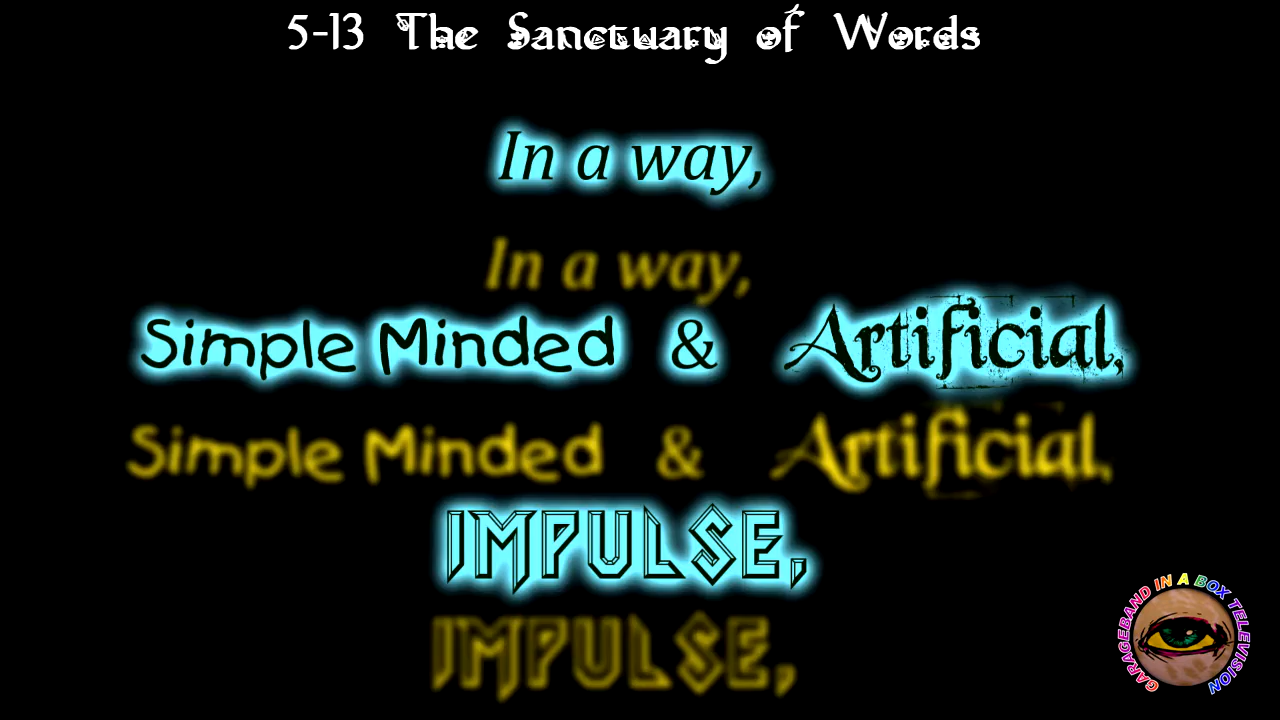 5-13 The Sanctuary of Words
In a way,
In a way,
Simple Minded & Artificial,
Simple Minded & Artificial,
IMPULSE,
IMPULSE,
GARAGEBAND IN A BOX TELEVISION